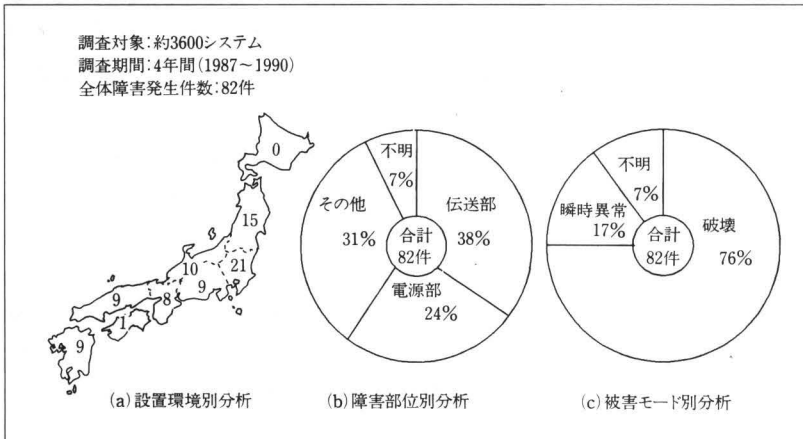 調査対象:約3600システム
調査期間:4年間(1987～1990)
全体障害発生件数:82件
0
15
21
10
9
8
9
1
9
(a)設置環境別分析
不明
7%
その他
31%
伝送部
38%
合計
82件
電源部
24%
(b)障害部位別分析
不明
7%
瞬時異常
17%
破壊
76%
合計
82件
(c)被害モード別分析